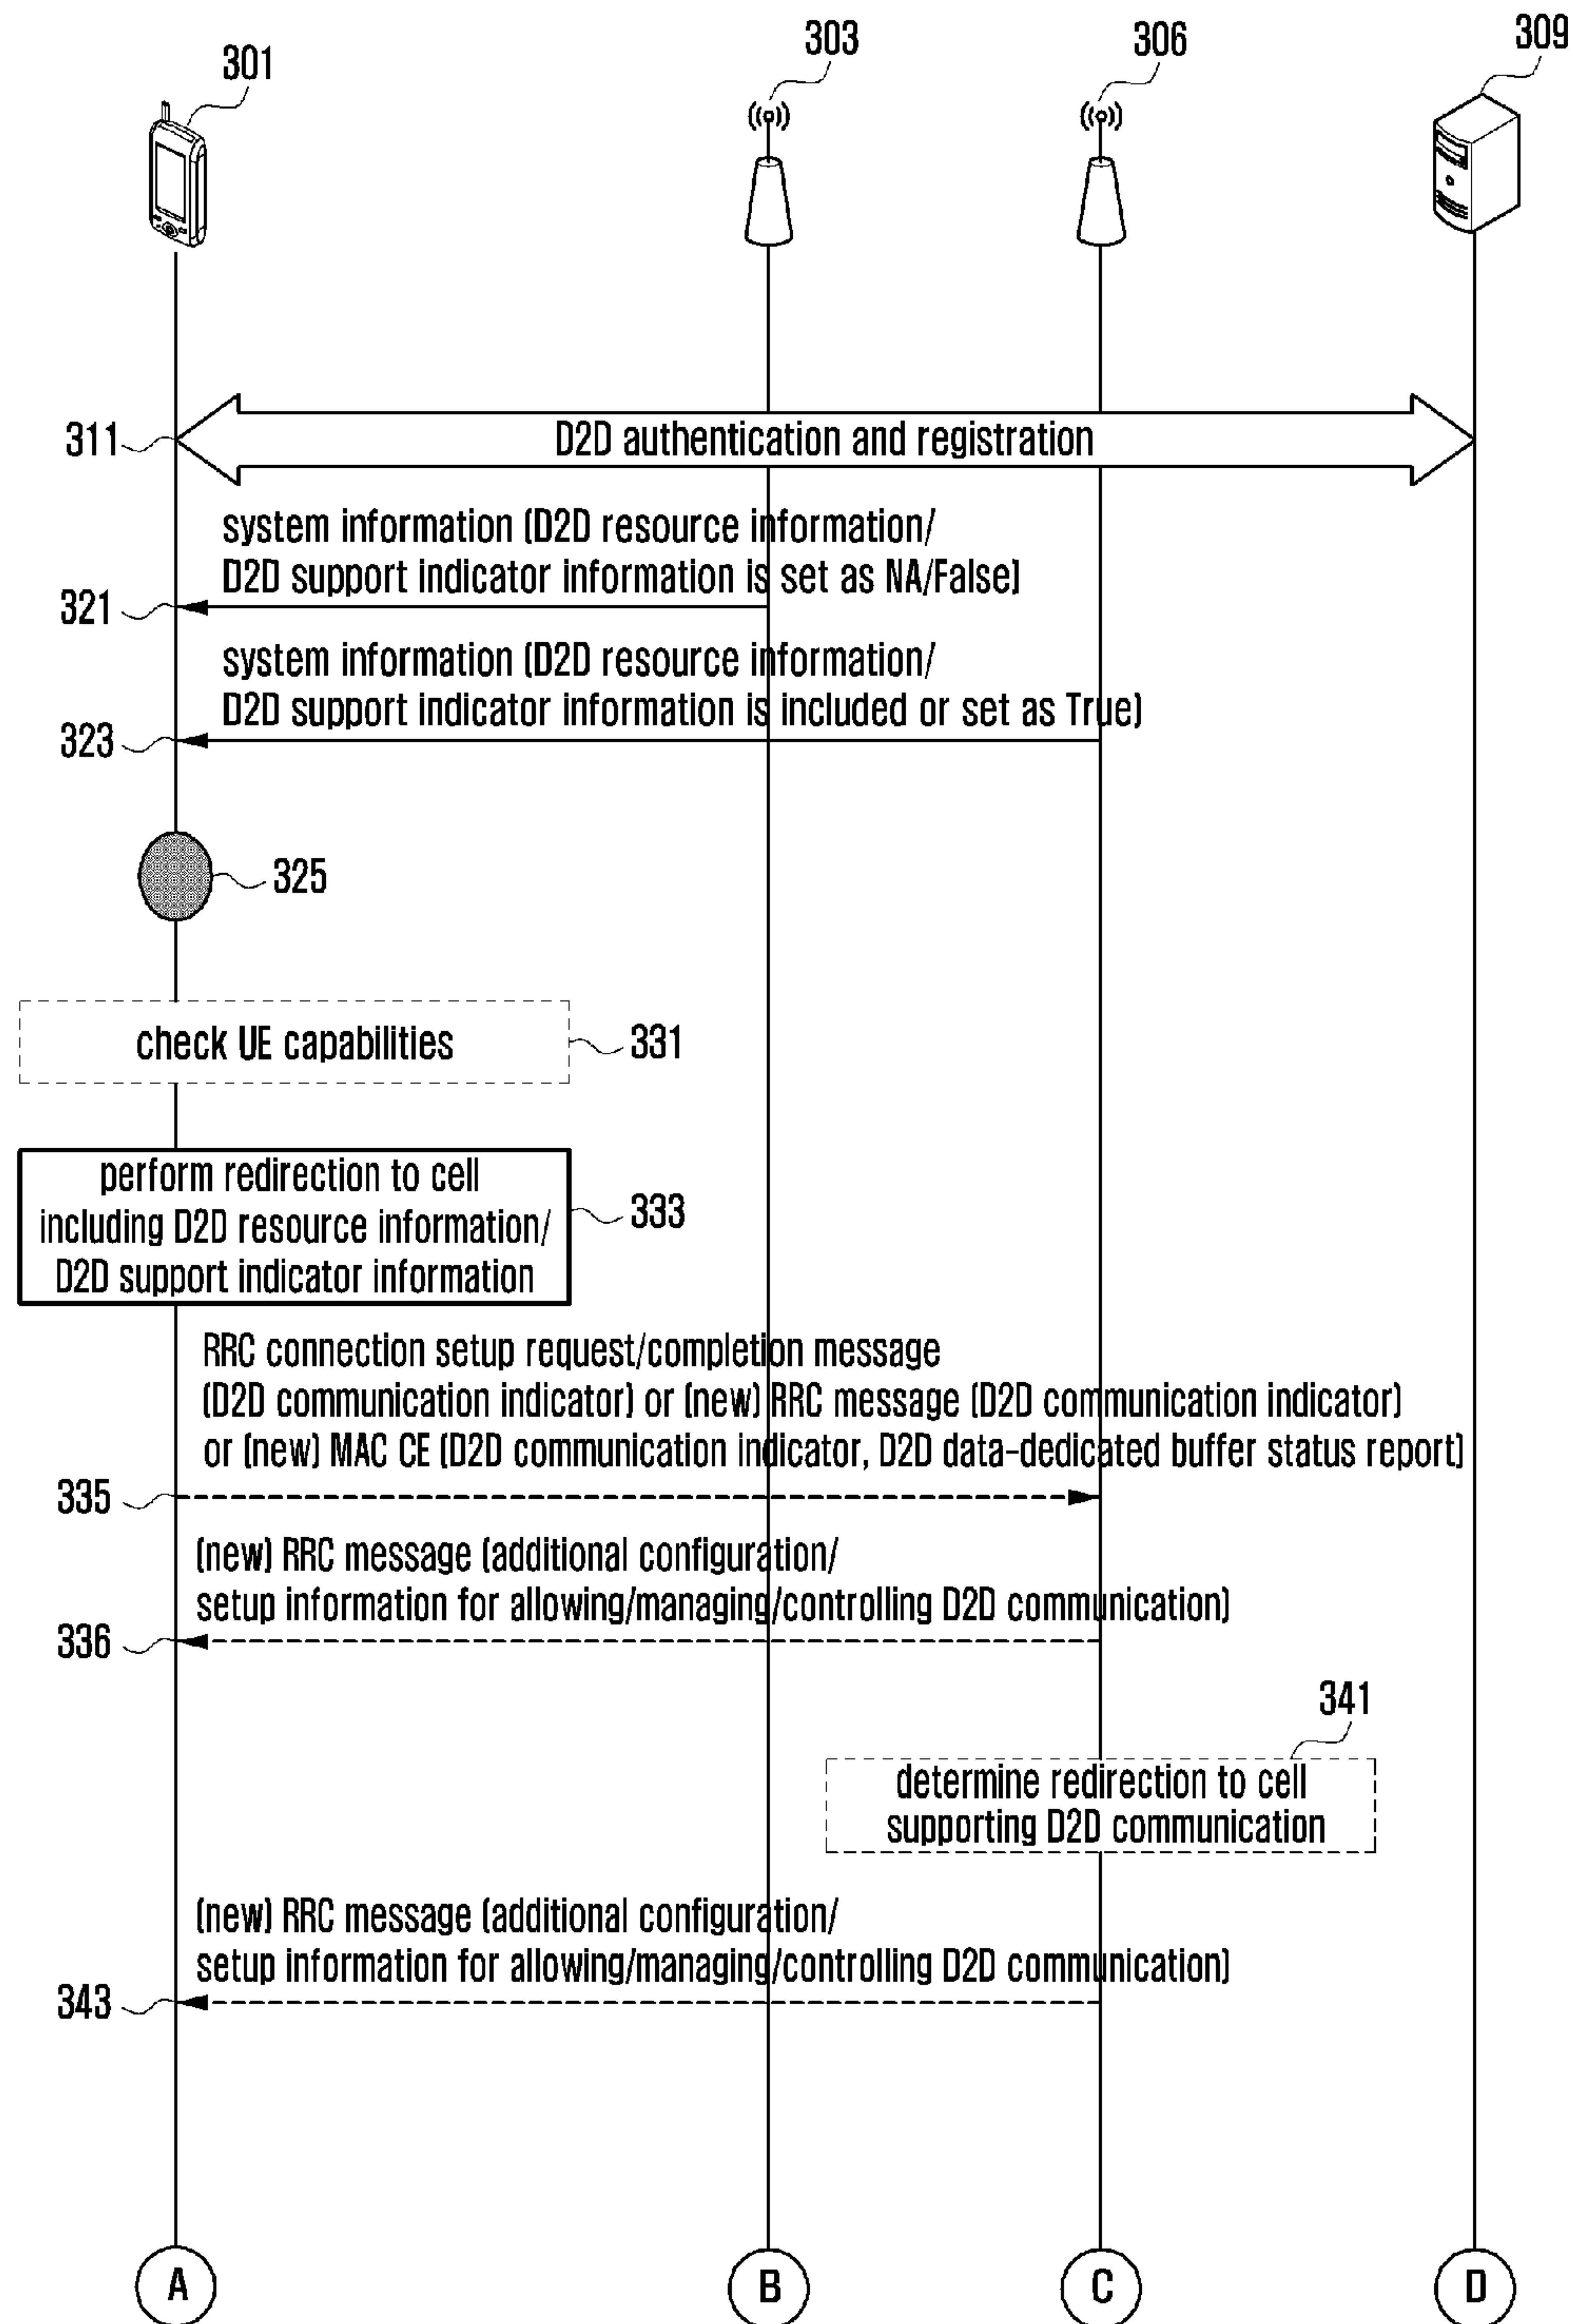 301
303
306
309
311
D2D authentication and registration
system information (D2D resource information/
D2D support indicator information is set as NA/False)
321
system information (D2D resource information/
D2D support indicator information is included or set as True)
323
325
check UE capabilities
331
perform redirection to cell
including D2D resource information/
D2D support indicator information
333
RRC connection setup request/completion message
(D2D communication indicator) or (new) RRC message (D2D communication indicator)
or (new) MAC CE (D2D communication indicator, D2D data-dedicated buffer status report)
335
(new) RRC message (additional configuration/
setup information for allowing/managing/controlling D2D communication)
336
341
determine redirection to cell
supporting D2D communication
(new) RRC message (additional configuration/
setup information for allowing/managing/controlling D2D communication)
343
A
B
C
D